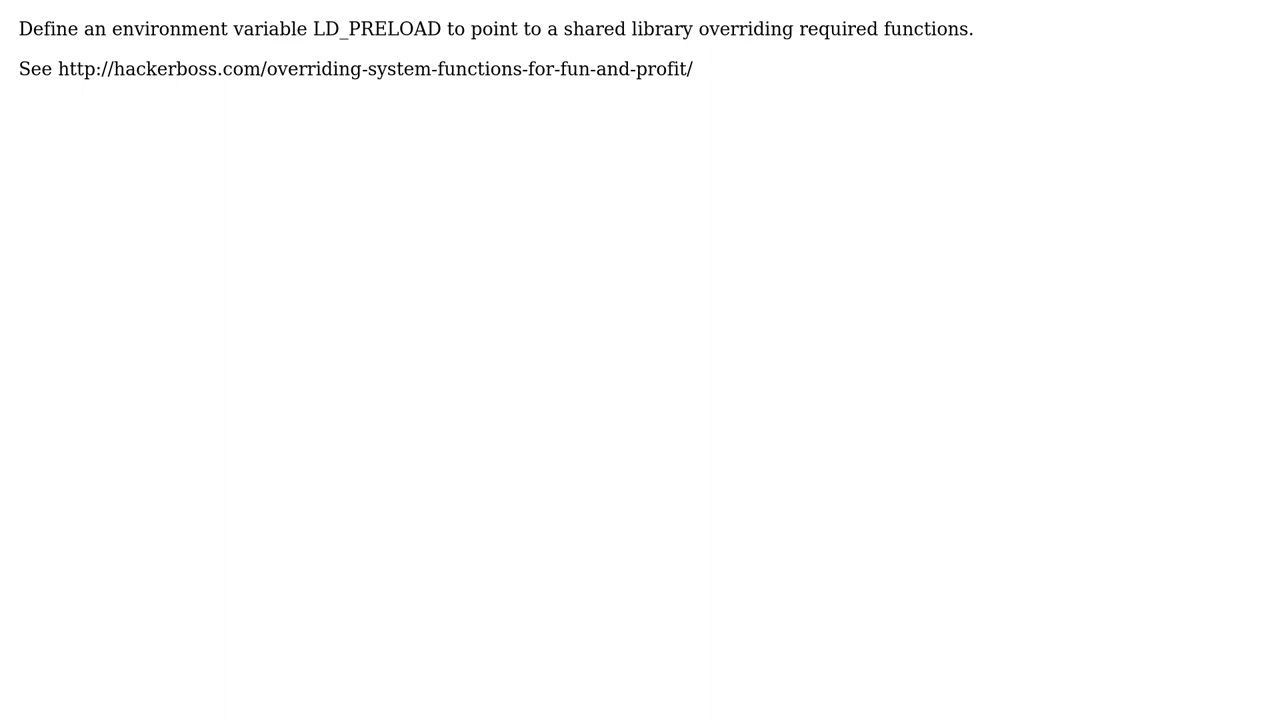 Define an environment variable LD_PRELOAD to point to a shared library overriding required functions.
See http://hackerboss.com/overriding-system-functions-for-fun-and-profit/